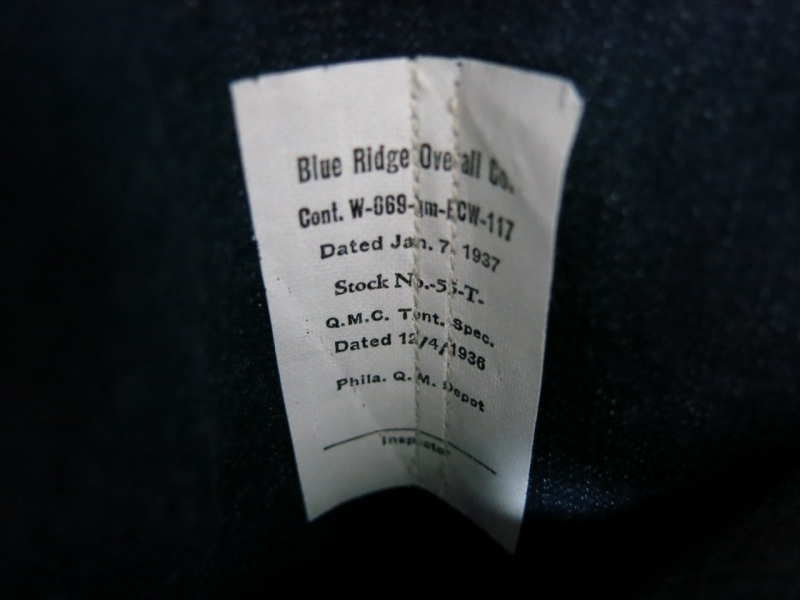 Blue Ridge Overall Co.
Cont. W-669-qm-ECW-117
Dated Jan. 7, 1937
Stock No.-55-T-
Q.M.C. Tent. Spec.
Dated 12/4/1936
Phila. Q. M. Depot
Inspector